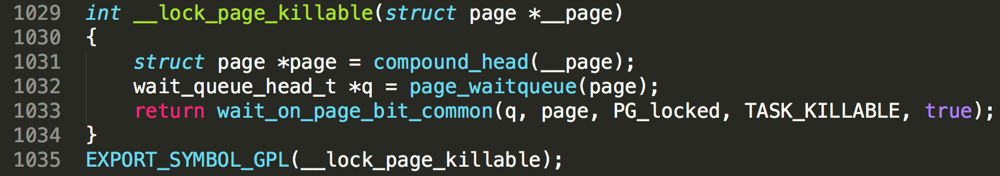 1029 int __lock_page_killable(struct page *__page)
1030 {
1031     struct page *page = compound_head(__page);
1032     wait_queue_head_t *q = page_waitqueue(page);
1033     return wait_on_page_bit_common(q, page, PG_locked, TASK_KILLABLE, true);
1034 }
1035 EXPORT_SYMBOL_GPL(__lock_page_killable);